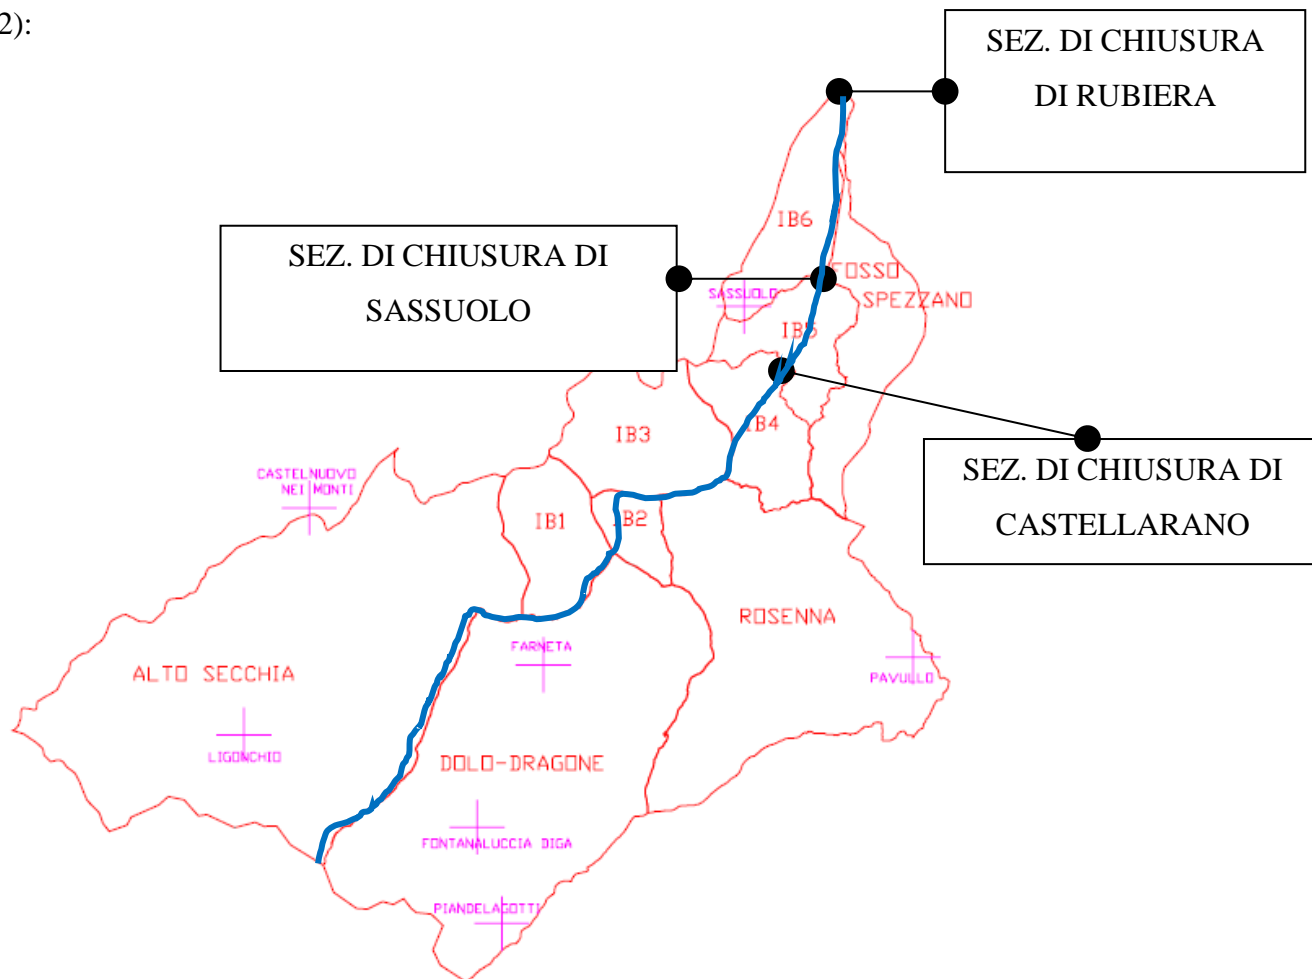 2):
SEZ. DI CHIUSURA
DI RUBIERA
IB6
SEZ. DI CHIUSURA DI
SASSUOLO
FOSSO
SPEZZANO
SASSUOLO
IB5
IB3
IB4
SEZ. DI CHIUSURA DI
CASTELLARANO
CASTELNUOVO
NEI MONTI
IB1
IB2
ROSENNA
FARNETA
ALTO SECCHIA
PAVULLO
LIGONCHIO
DOLO-DRAGONE
FONTANALUCCIA DIGA
PIANDELAGOTTI